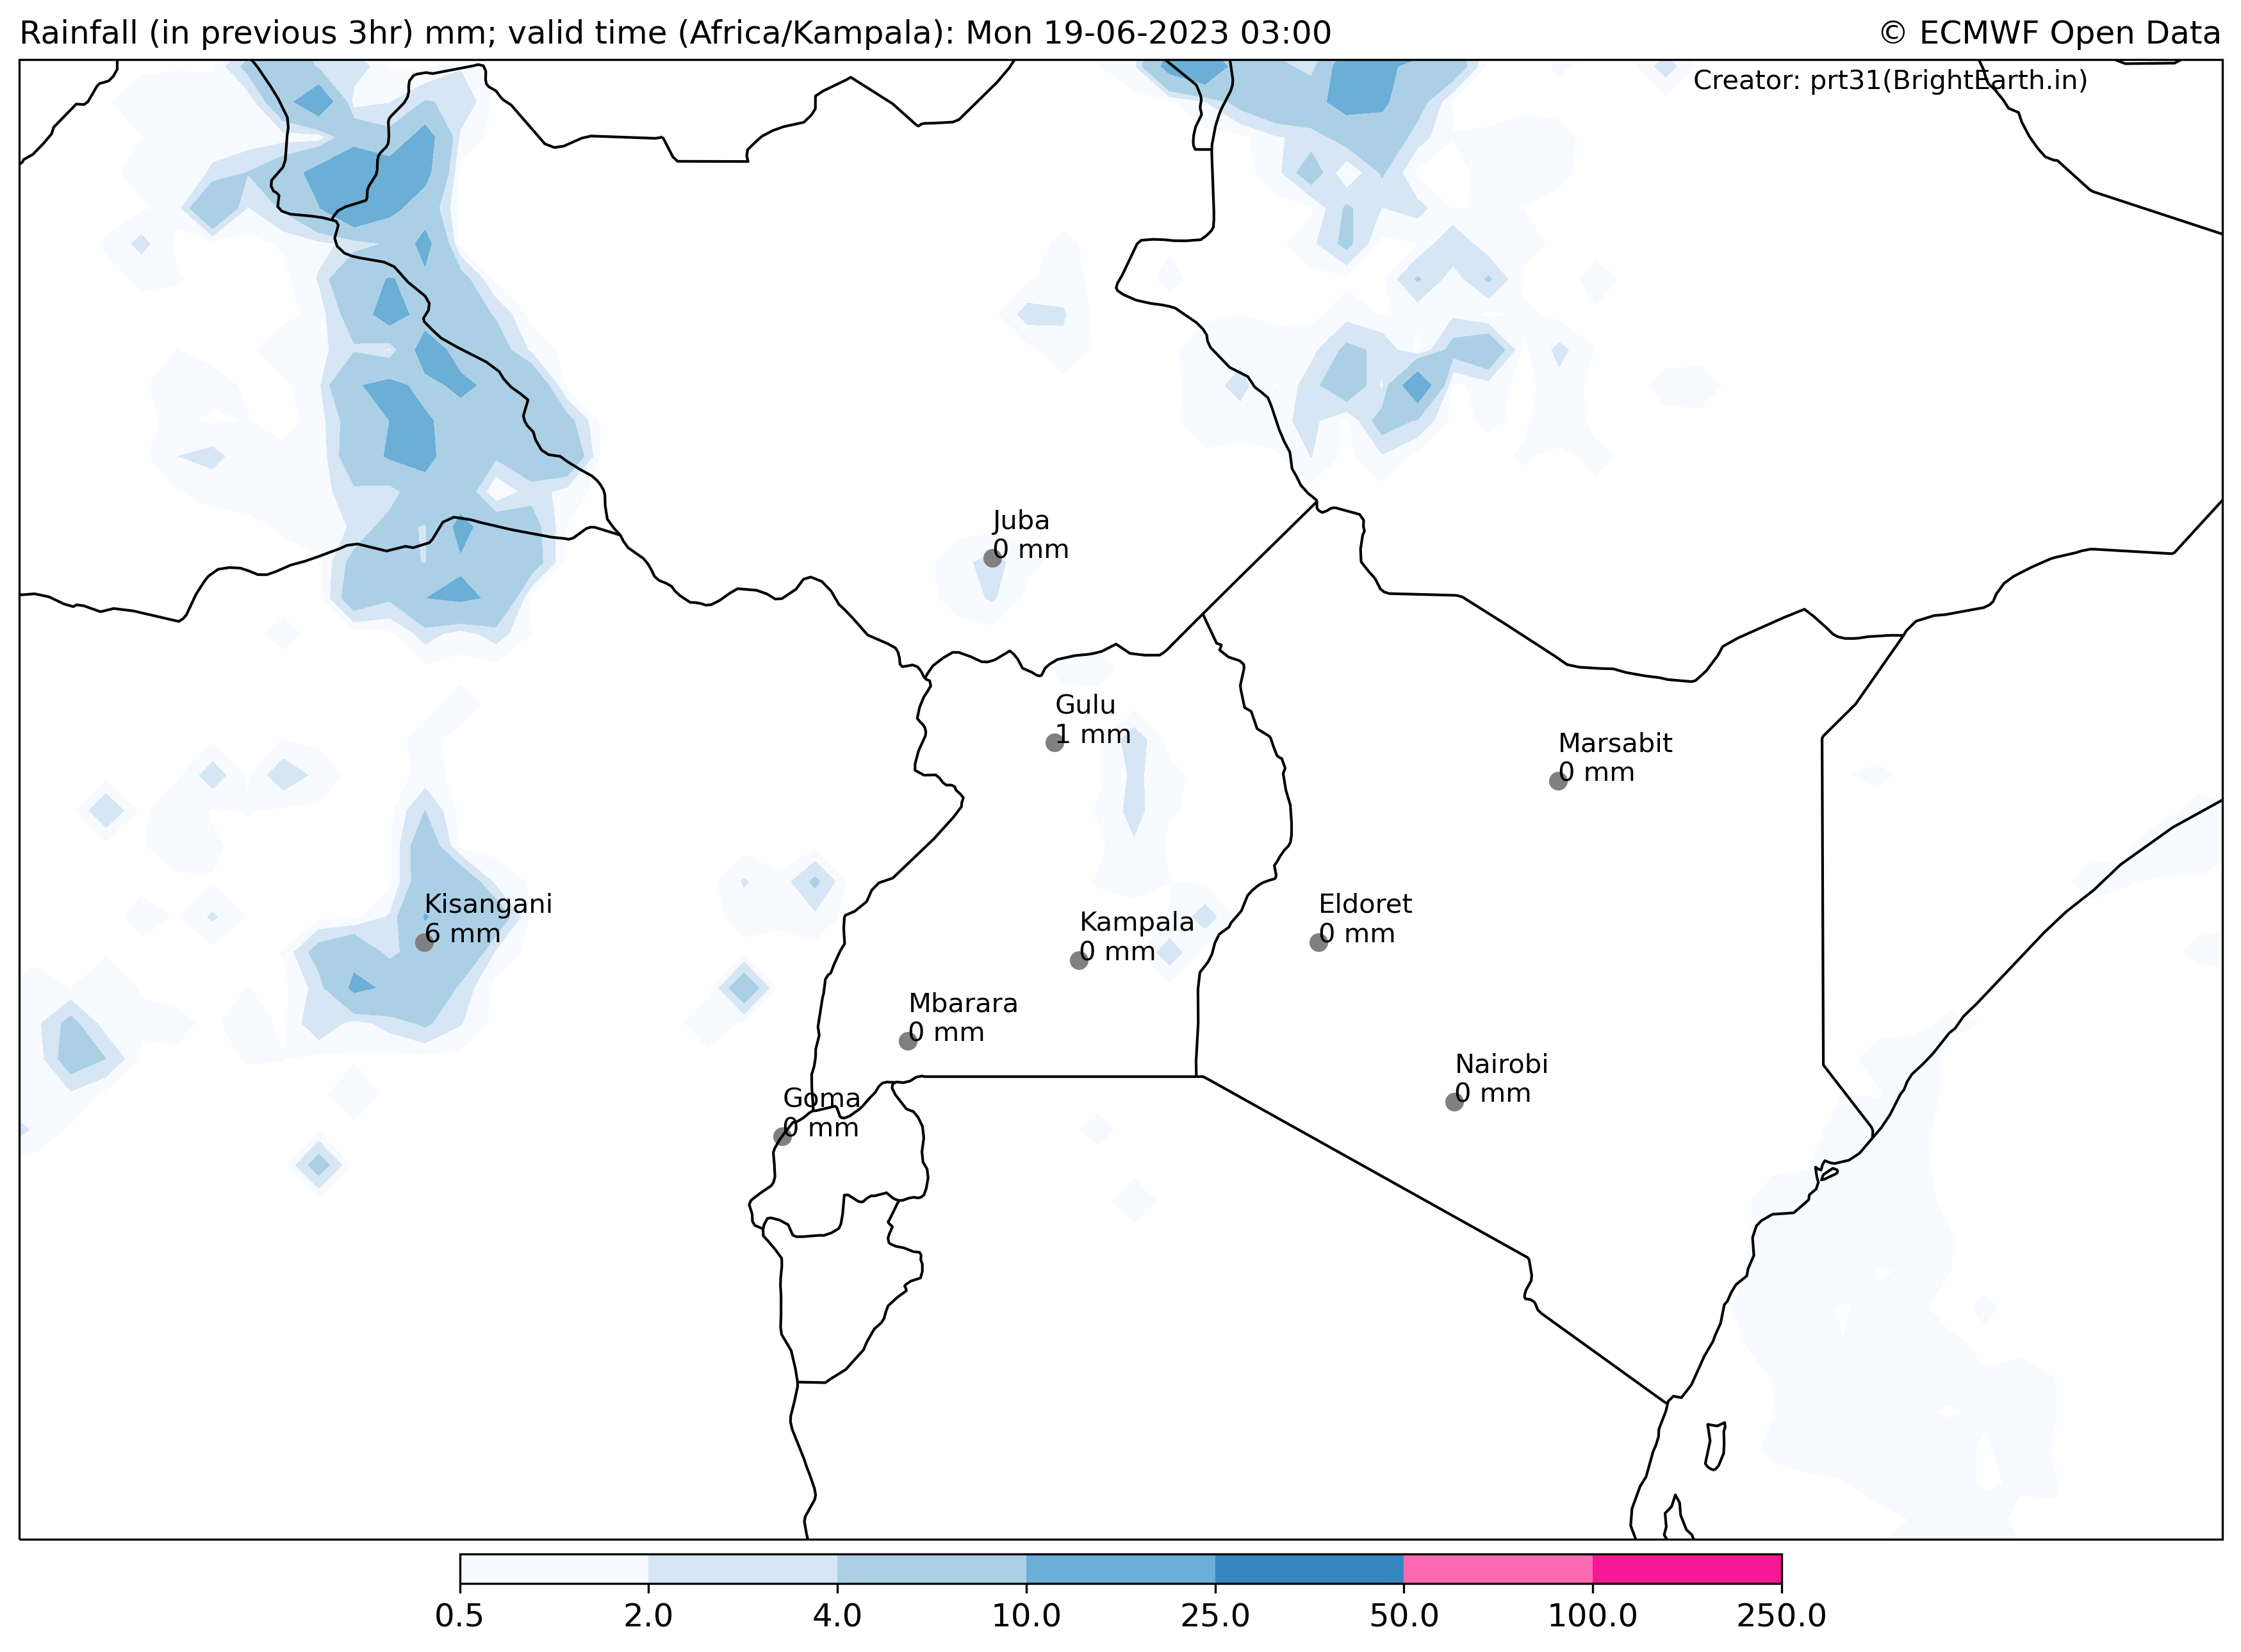 Rainfall (in previous 3hr) mm; valid time (Africa/Kampala): Mon 19-06-2023 03:00
© ECMWF Open Data
Creator: prt31(BrightEarth.in)
Juba
0 mm
Gulu
1 mm
Marsabit
0 mm
Kisangani
6 mm
Eldoret
0 mm
Kampala
0 mm
Mbarara
0 mm
Nairobi
0 mm
Goma
0 mm
0.5 2.0 4.0 10.0 25.0 50.0 100.0 250.0